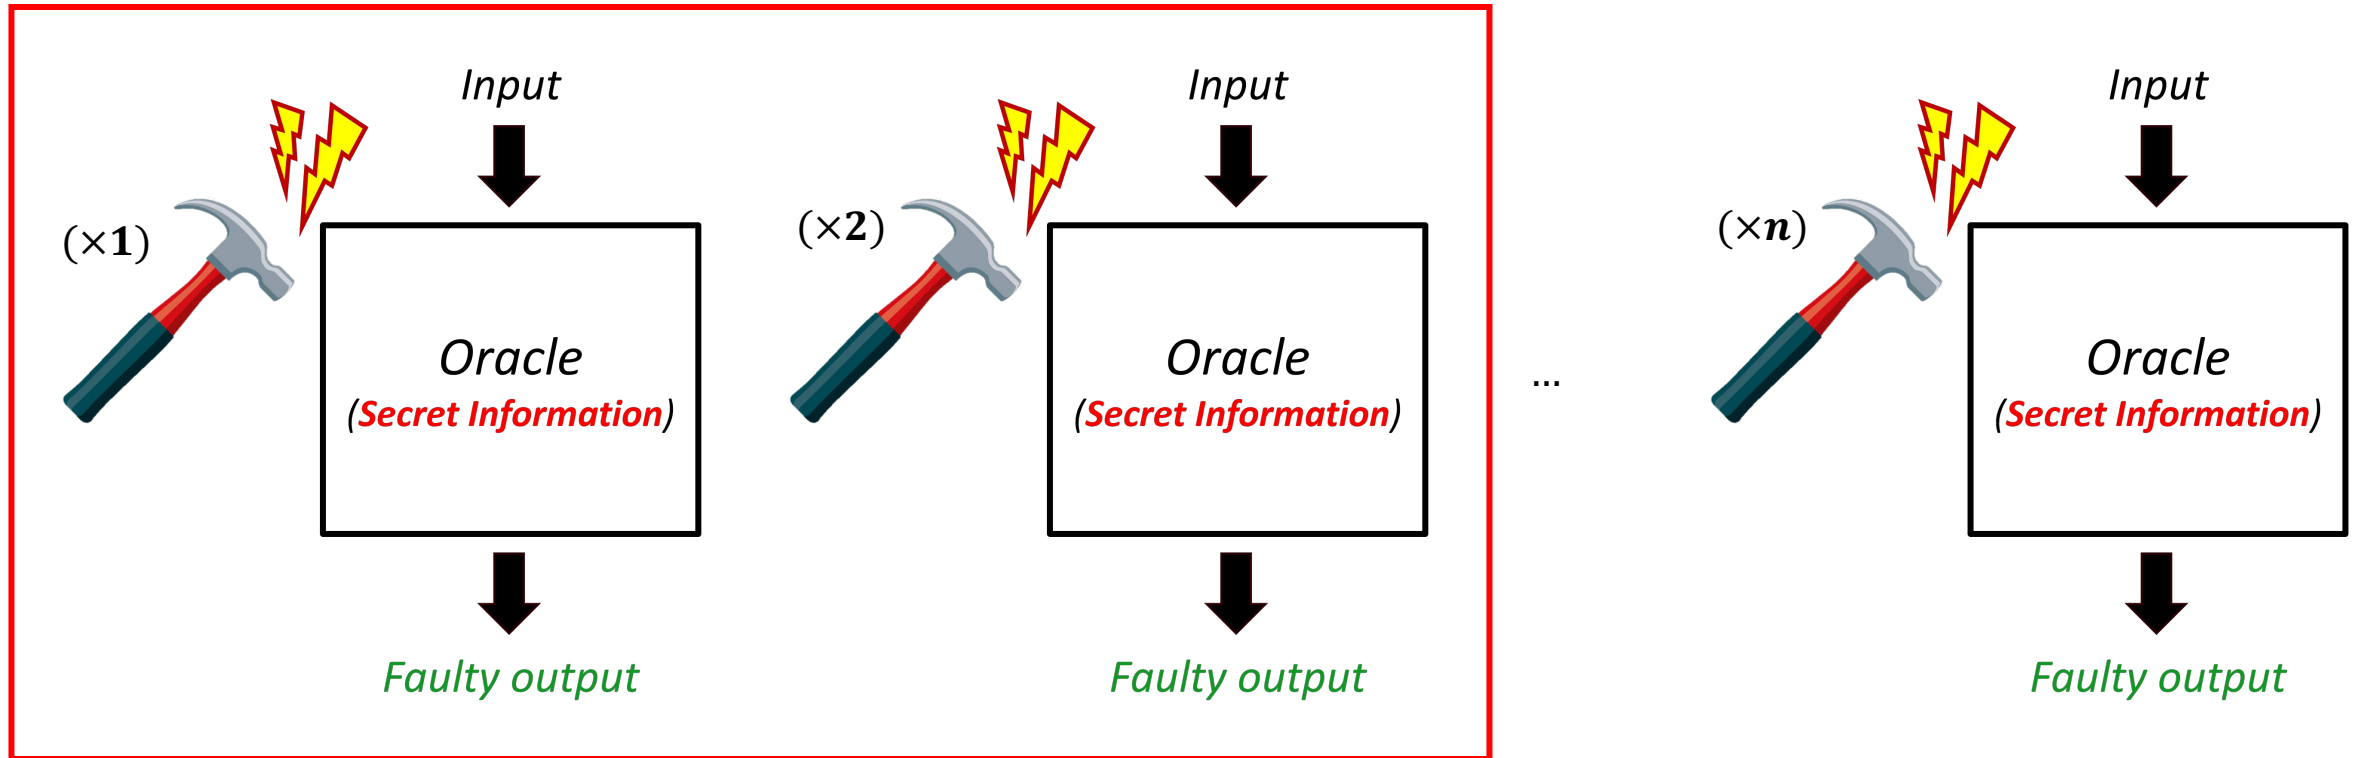 Input
(×1)
Oracle
(Secret Information)
Faulty output
Input
(×2)
Oracle
(Secret Information)
Faulty output
...
Input
(×n)
Oracle
(Secret Information)
Faulty output